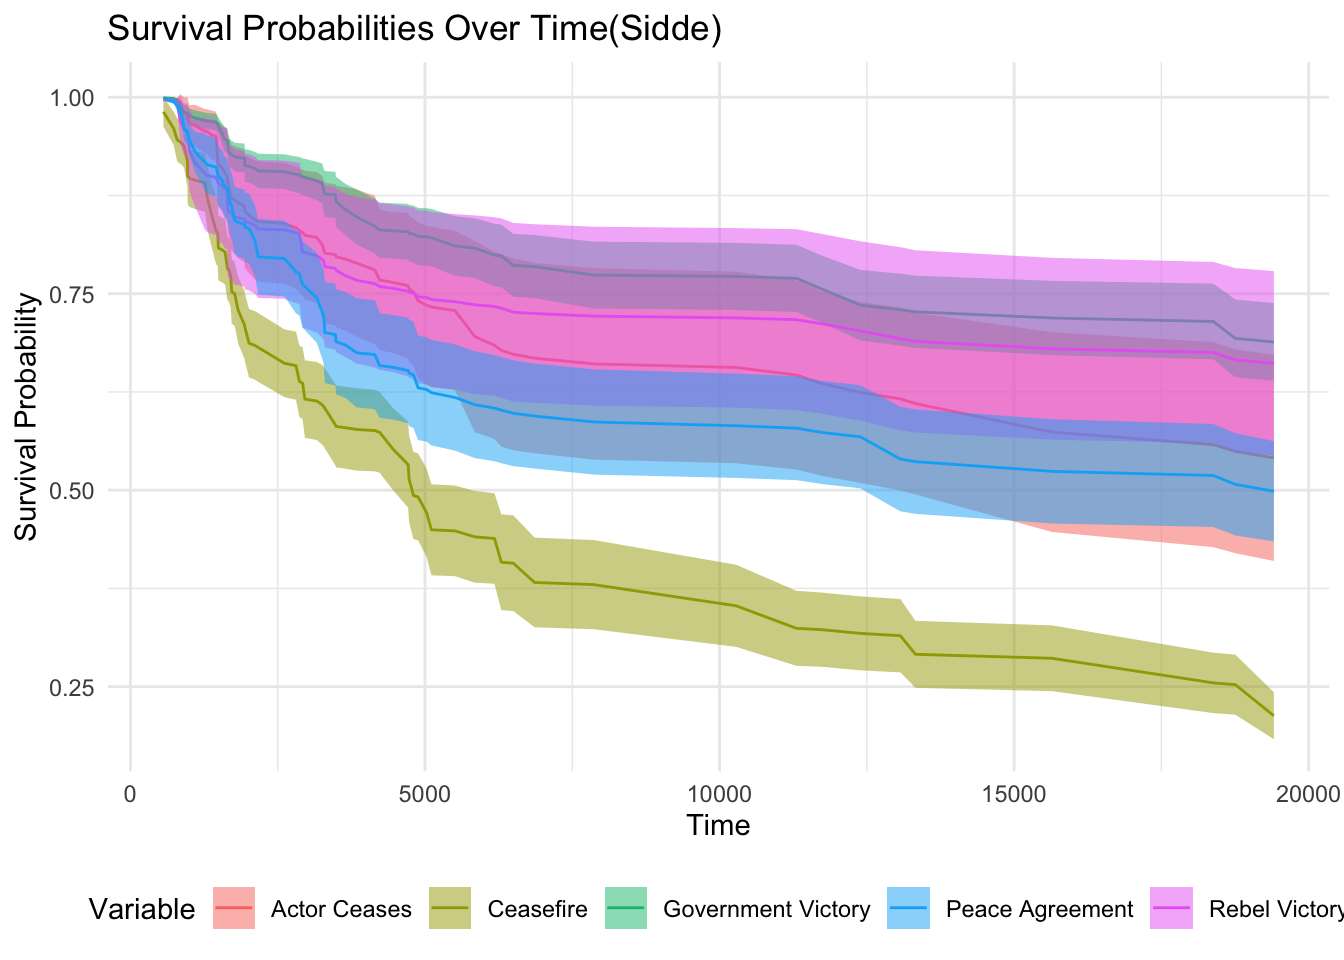 Survival Probabilities Over Time(Sidde)
Survival Probability
1.00
0.75
0.50
0.25
0 5000 10000 15000 20000
Time
Variable Actor Ceases Ceasefire Government Victory Peace Agreement Rebel Victory